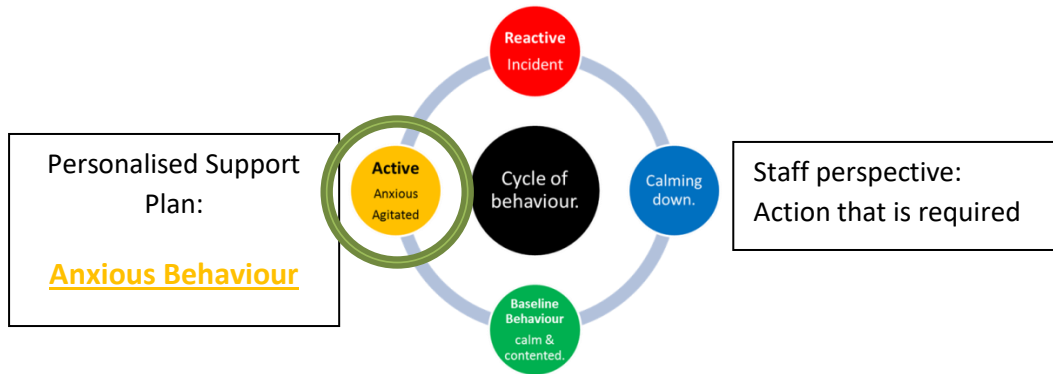 Reactive
Incident
Personalised Support
Plan:
Anxious Behaviour
Active
Anxious
Agitated
Cycle of
behaviour.
Calming
down.
Staff perspective:
Action that is required
Baseline
Behaviour
calm &
contented.